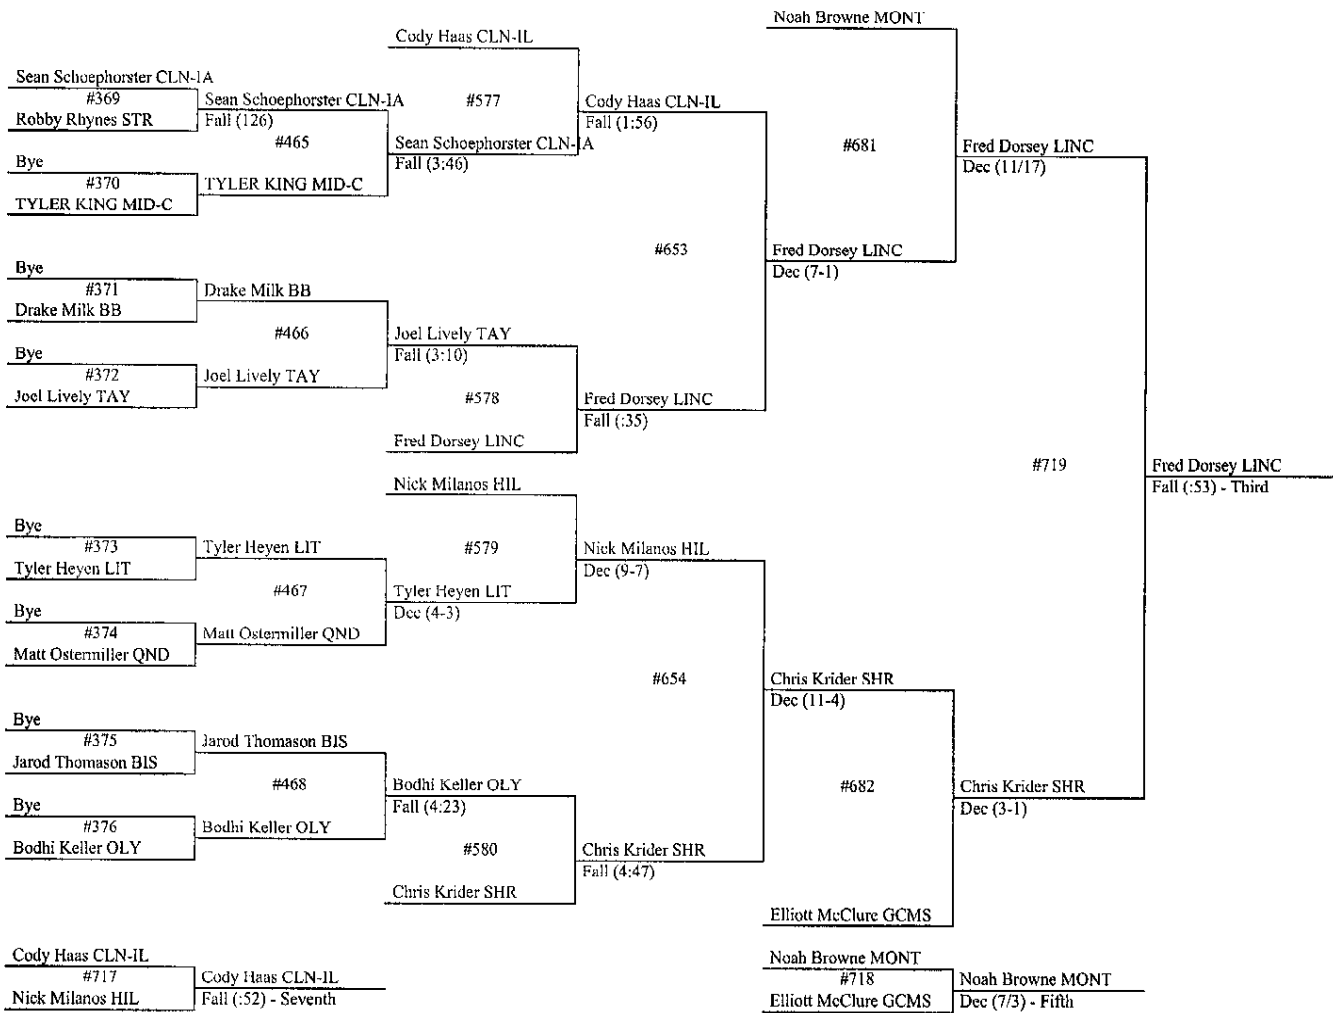 Noah Browne MONT
Cody Haas CLN-IL
Sean Schoephorster CLN-IA
#369
Sean Schoephorster CLN-IA
#577
Cody Haas CLN-IL
Robby Rhynes STR
Fall (126)
Fall (1:56)
#465
Sean Schoephorster CLN-IA
#681
Fred Dorsey LINC
Bye
Fall (3:46)
Dec (11/17)
#370
TYLER KING MID-C
TYLER KING MID-C
#653
Fred Dorsey LINC
Bye
Dec (7-1)
#371
Drake Milk BB
Drake Milk BB
#466
Joel Lively TAY
Bye
Fall (3:10)
#372
Joel Lively TAY
Joel Lively TAY
#578
Fred Dorsey LINC
Fall (:35)
Fred Dorsey LINC
#719
Fred Dorsey LINC
Nick Milanos HIL
Fall (:53) - Third
Bye
#373
Tyler Heyen LIT
#579
Nick Milanos HIL
Tyler Heyen LIT
Dec (9-7)
#467
Tyler Heyen LIT
Bye
Dec (4-3)
#374
Matt Ostermiller QND
Matt Ostermiller QND
#654
Chris Krider SHR
Dec (11-4)
Bye
#375
Jarod Thomason BIS
Jarod Thomason BIS
#468
Bodhi Keller OLY
#682
Chris Krider SHR
Bye
Fall (4:23)
Dec (3-1)
#376
Bodhi Keller OLY
Bodhi Keller OLY
#580
Chris Krider SHR
Fall (4:47)
Chris Krider SHR
Elliott McClure GCMS
Cody Haas CLN-IL
Noah Browne MONT
#717
Cody Haas CLN-IL
#718
Noah Browne MONT
Nick Milanos HIL
Fall (:52) - Seventh
Elliott McClure GCMS
Dec (7/3) - Fifth